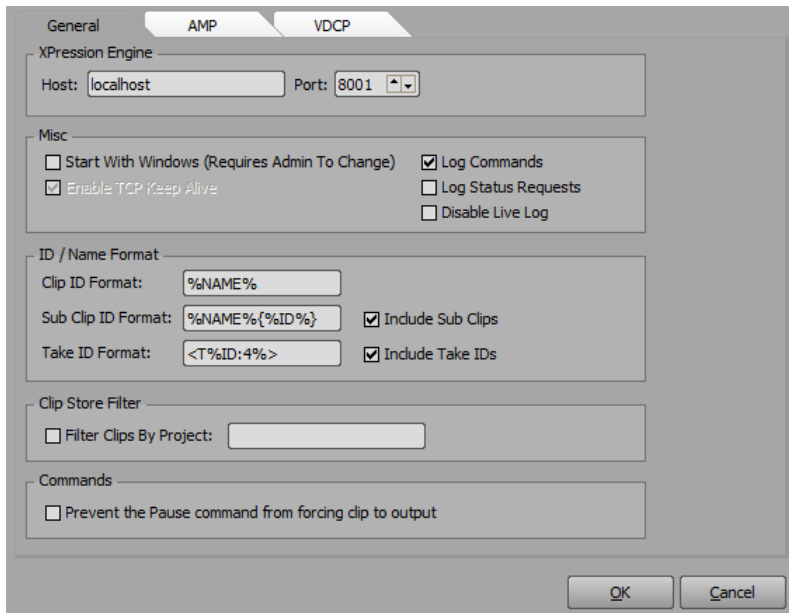 General AMP VDCP
XPression Engine
Host: localhost Port: 8001
Misc
Start With Windows (Requires Admin To Change) Log Commands
Enable TCP Keep Alive Log Status Requests
Disable Live Log
ID / Name Format
Clip ID Format: %NAME%
Sub Clip ID Format: %NAME%{%ID%} Include Sub Clips
Take ID Format: <T%ID:4%> Include Take IDs
Clip Store Filter
Filter Clips By Project:
Commands
Prevent the Pause command from forcing clip to output
OK Cancel